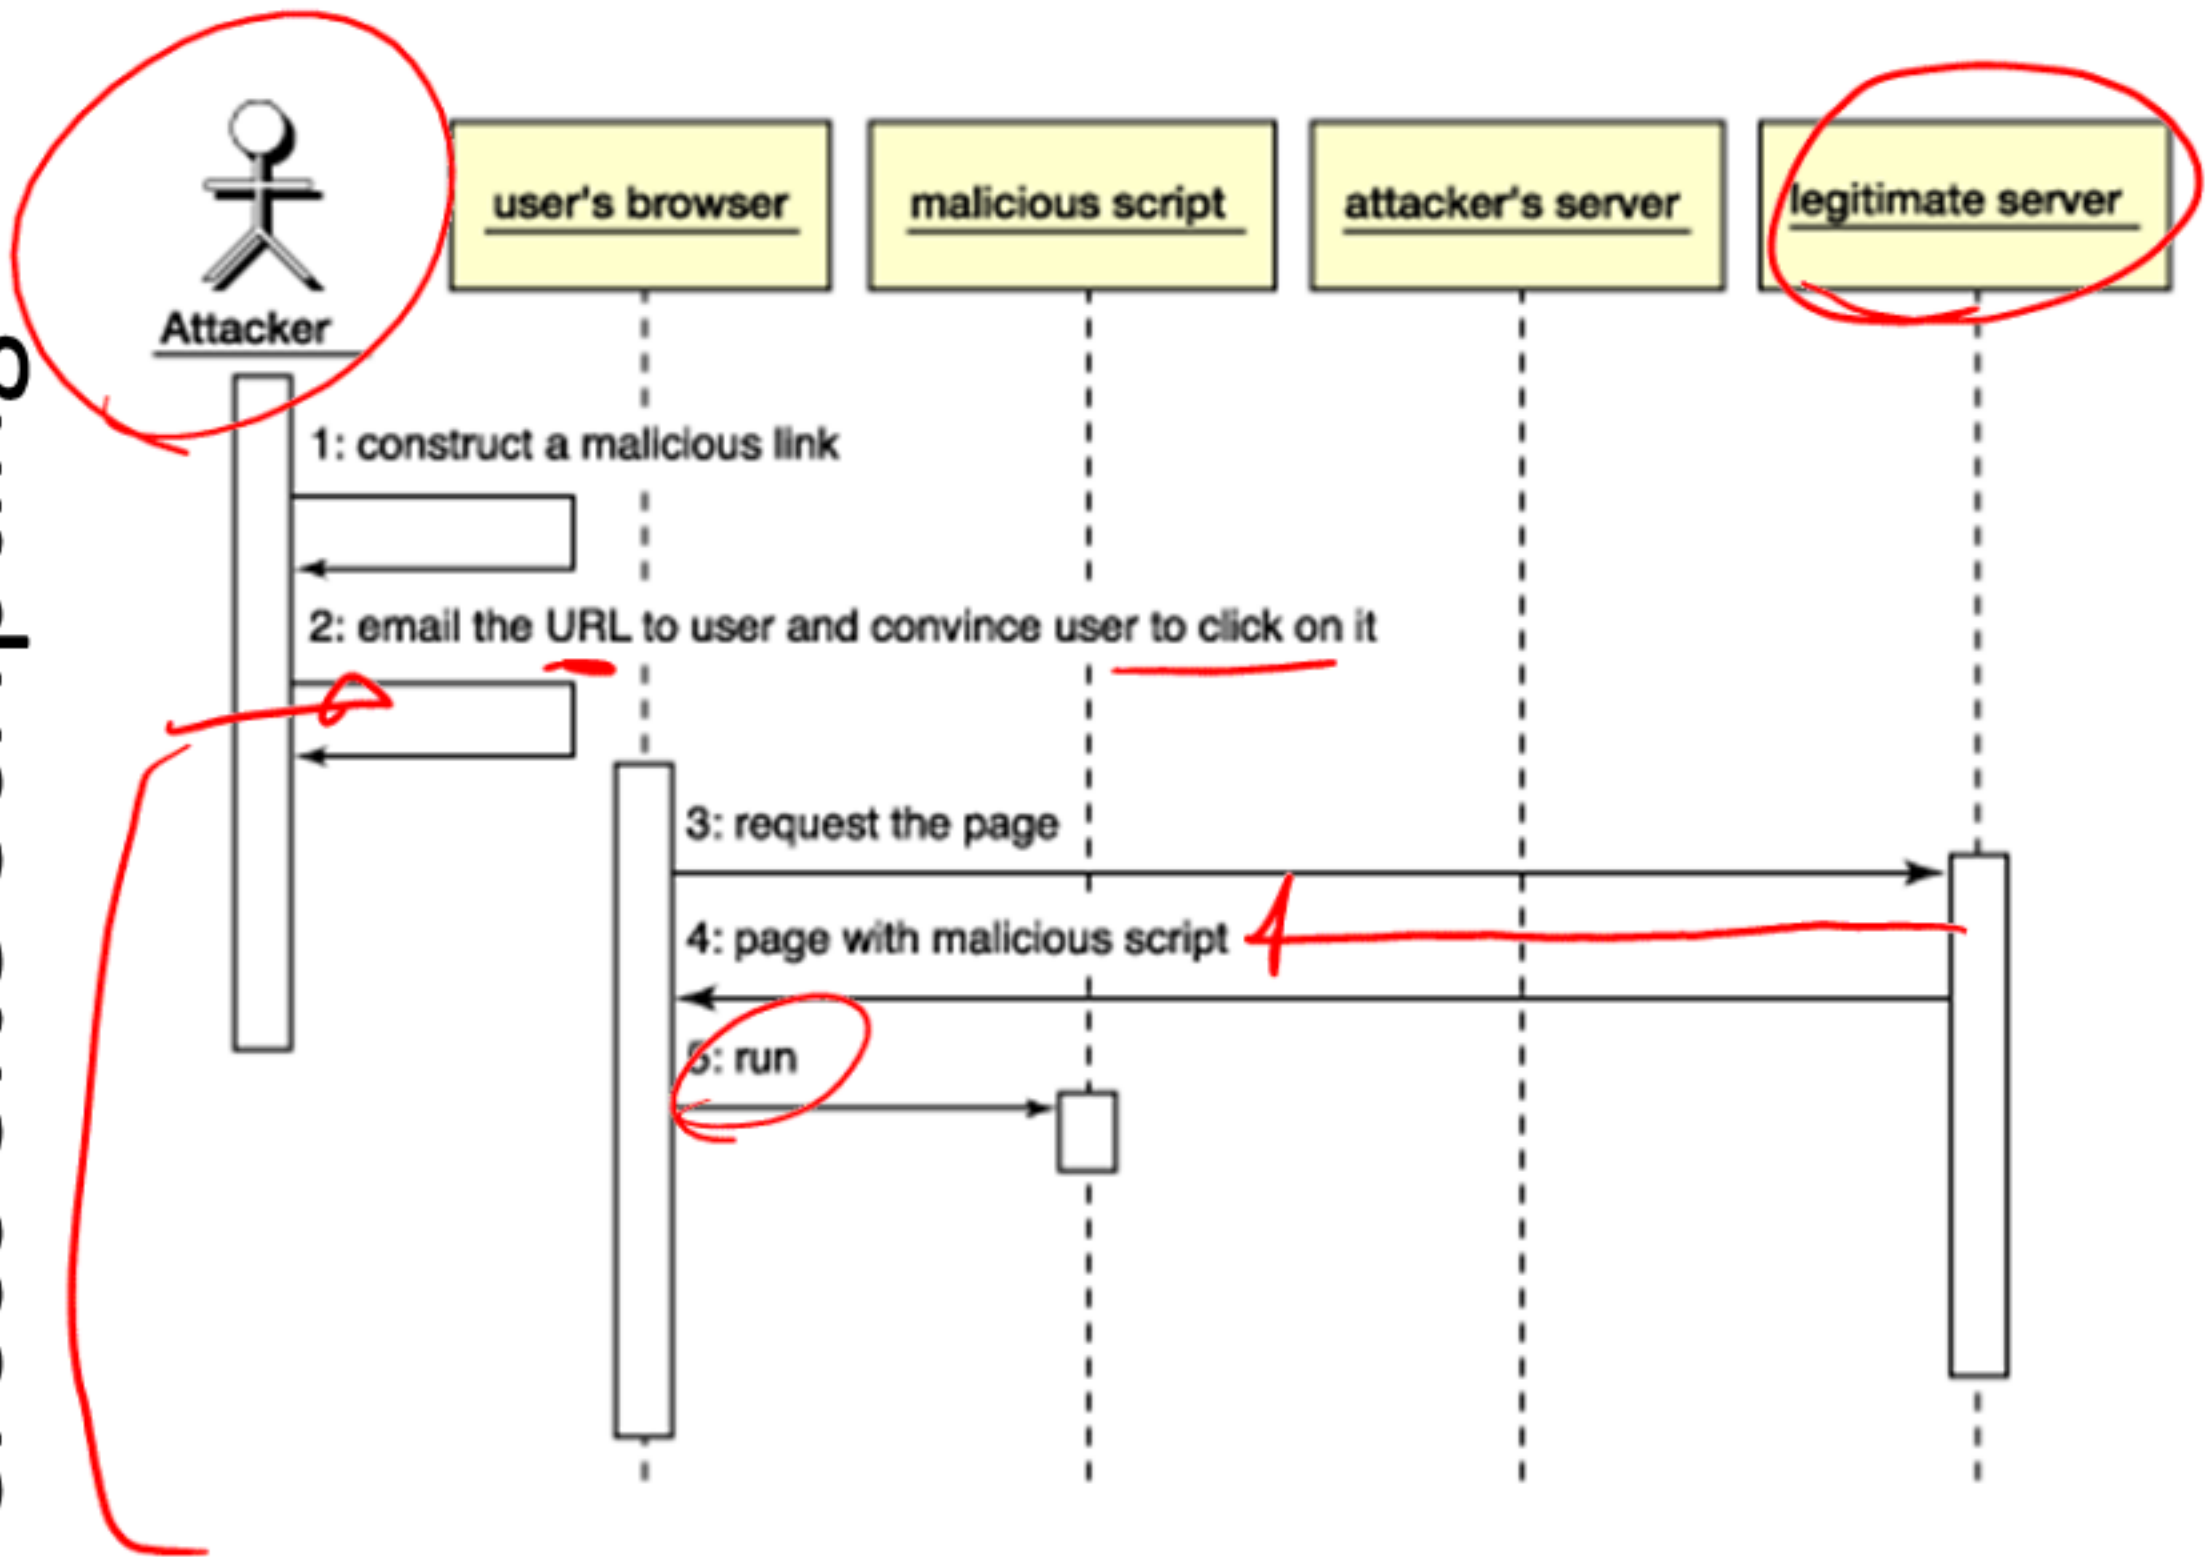 user's browser
malicious script
attacker's server
legitimate server
Attacker
1: construct a malicious link
2: email the URL to user and convince user to click on it
3: request the page
4: page with malicious script
5: run